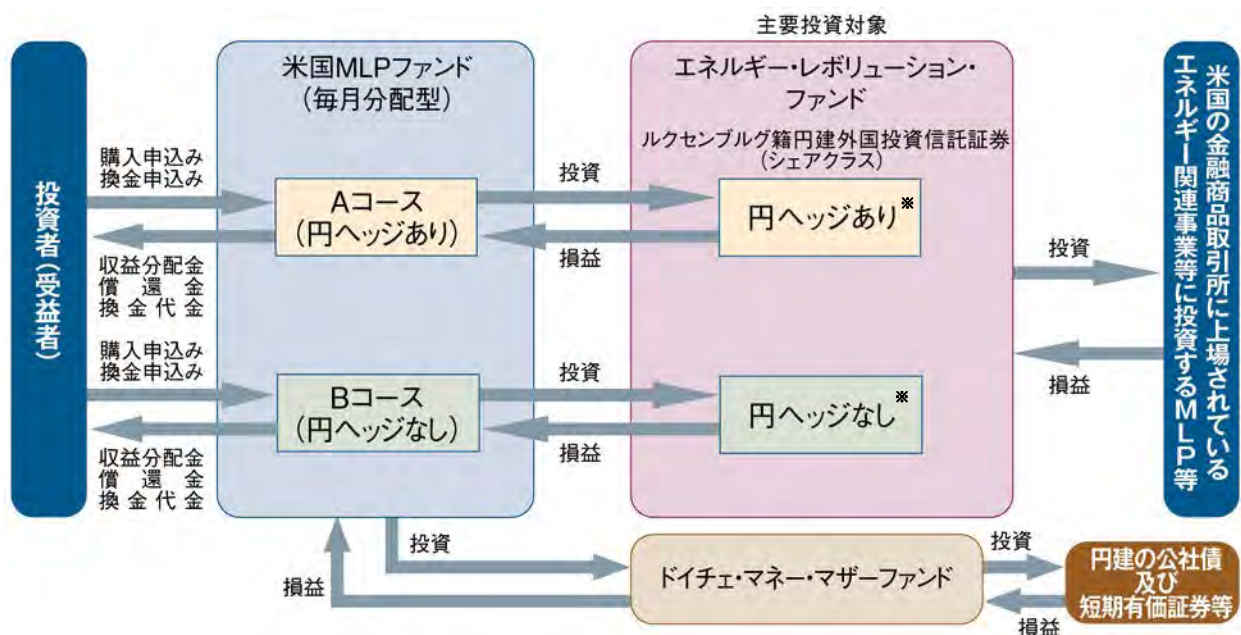 主要投資対象
投資者(受益者)
購入申込み
換金申込み
収益分配金
償還金
換金代金
購入申込み
換金申込み
収益分配金
償還金
換金代金
米国MLPファンド
(毎月分配型)
Aコース
(円ヘッジあり)
Bコース
(円ヘッジなし)
投資
損益
投資
損益
エネルギー・レボリューション・
ファンド
ルクセンブルグ籍円建外国投資信託証券
(シェアクラス)
円ヘッジあり※
円ヘッジなし※
投資
損益
米国の金融商品取引所に上場されている
エネルギー関連事業等に投資するMLP等
投資
損益
ドイチェ・マネー・マザーファンド
投資
損益
円建の公社債
及び
短期有価証券等